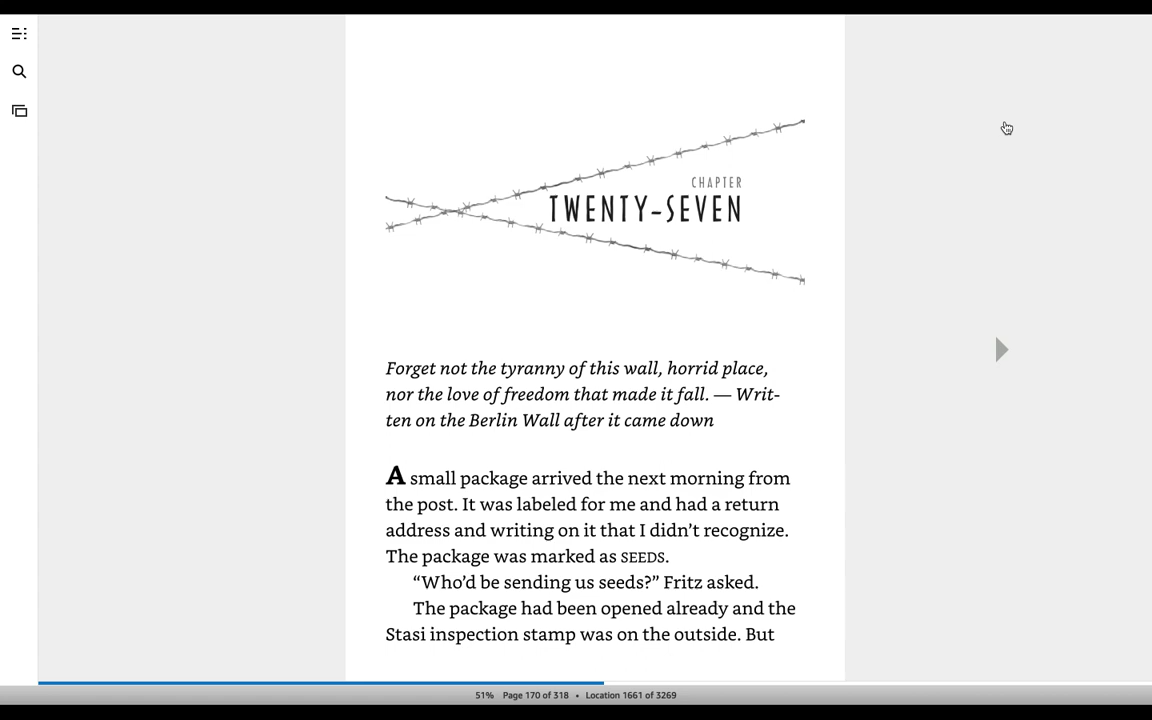 CHAPTER
TWENTY-SEVEN
Forget not the tyranny of this wall, horrid place,
nor the love of freedom that made it fall. — Writ-
ten on the Berlin Wall after it came down
A small package arrived the next morning from
the post. It was labeled for me and had a return
address and writing on it that I didn’t recognize.
The package was marked as SEEDS.
“Who’d be sending us seeds?” Fritz asked.
The package had been opened already and the
Stasi inspection stamp was on the outside. But
51% Page 170 of 318 • Location 1661 of 3269